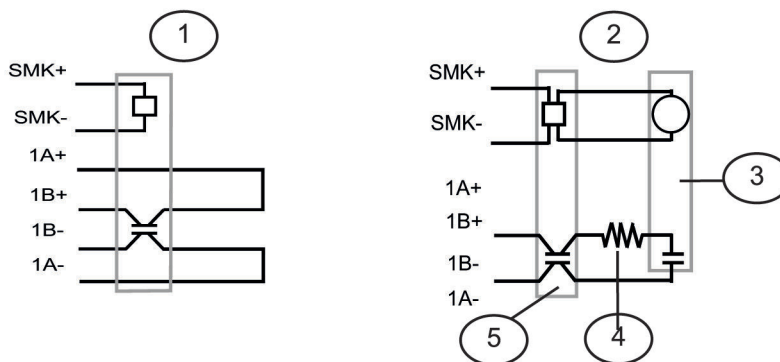 1
SMK+
SMK-
1A+
1B+
1B-
1A-
2
SMK+
SMK-
1A+
1B+
1B-
1A-
3
4
5